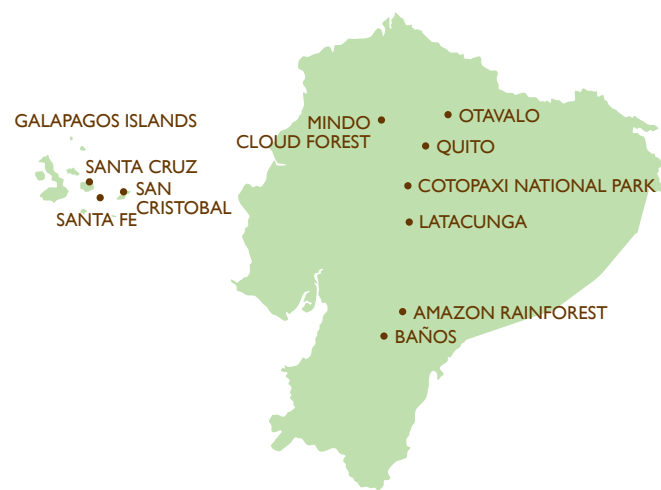 GALAPAGOS ISLANDS
SANTA CRUZ
SAN
CRISTOBAL
SANTA FE
MINDO
CLOUD FOREST
OTAVALO
QUITO
COTOPAXI NATIONAL PARK
LATACUNGA
AMAZON RAINFOREST
BAÑOS